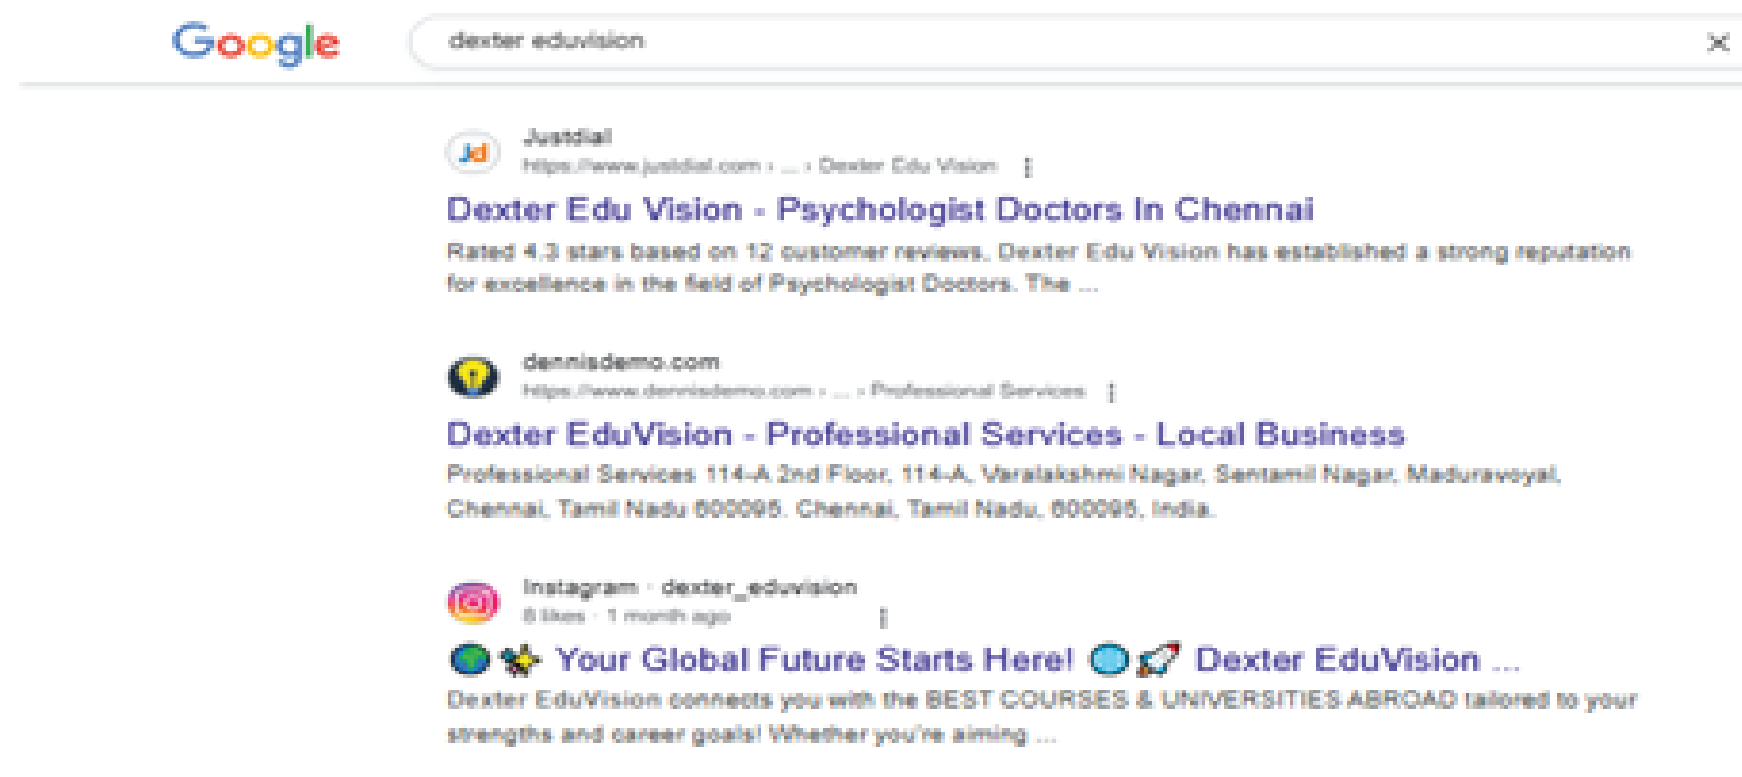 Google
dexter eduvision
Jd
Justdial
https://www.justdial.com › ... › Dexter Edu Vision
Dexter Edu Vision - Psychologist Doctors In Chennai
Rated 4.3 stars based on 12 customer reviews, Dexter Edu Vision has established a strong reputation
for excellence in the field of Psychologist Doctors. The ...
dennisdemo.com
https://www.dennisdemo.com › ... › Professional Services
Dexter EduVision - Professional Services - Local Business
Professional Services 114-A 2nd Floor, 114-A, Varalakshmi Nagar, Sentamil Nagar, Maduravoyal,
Chennai, Tamil Nadu 600095. Chennai, Tamil Nadu, 600095, India.
Instagram · dexter_eduvision
8 likes · 1 month ago
Your Global Future Starts Here! Dexter EduVision ...
Dexter EduVision connects you with the BEST COURSES & UNIVERSITIES ABROAD tailored to your
strengths and career goals! Whether you're aiming ...